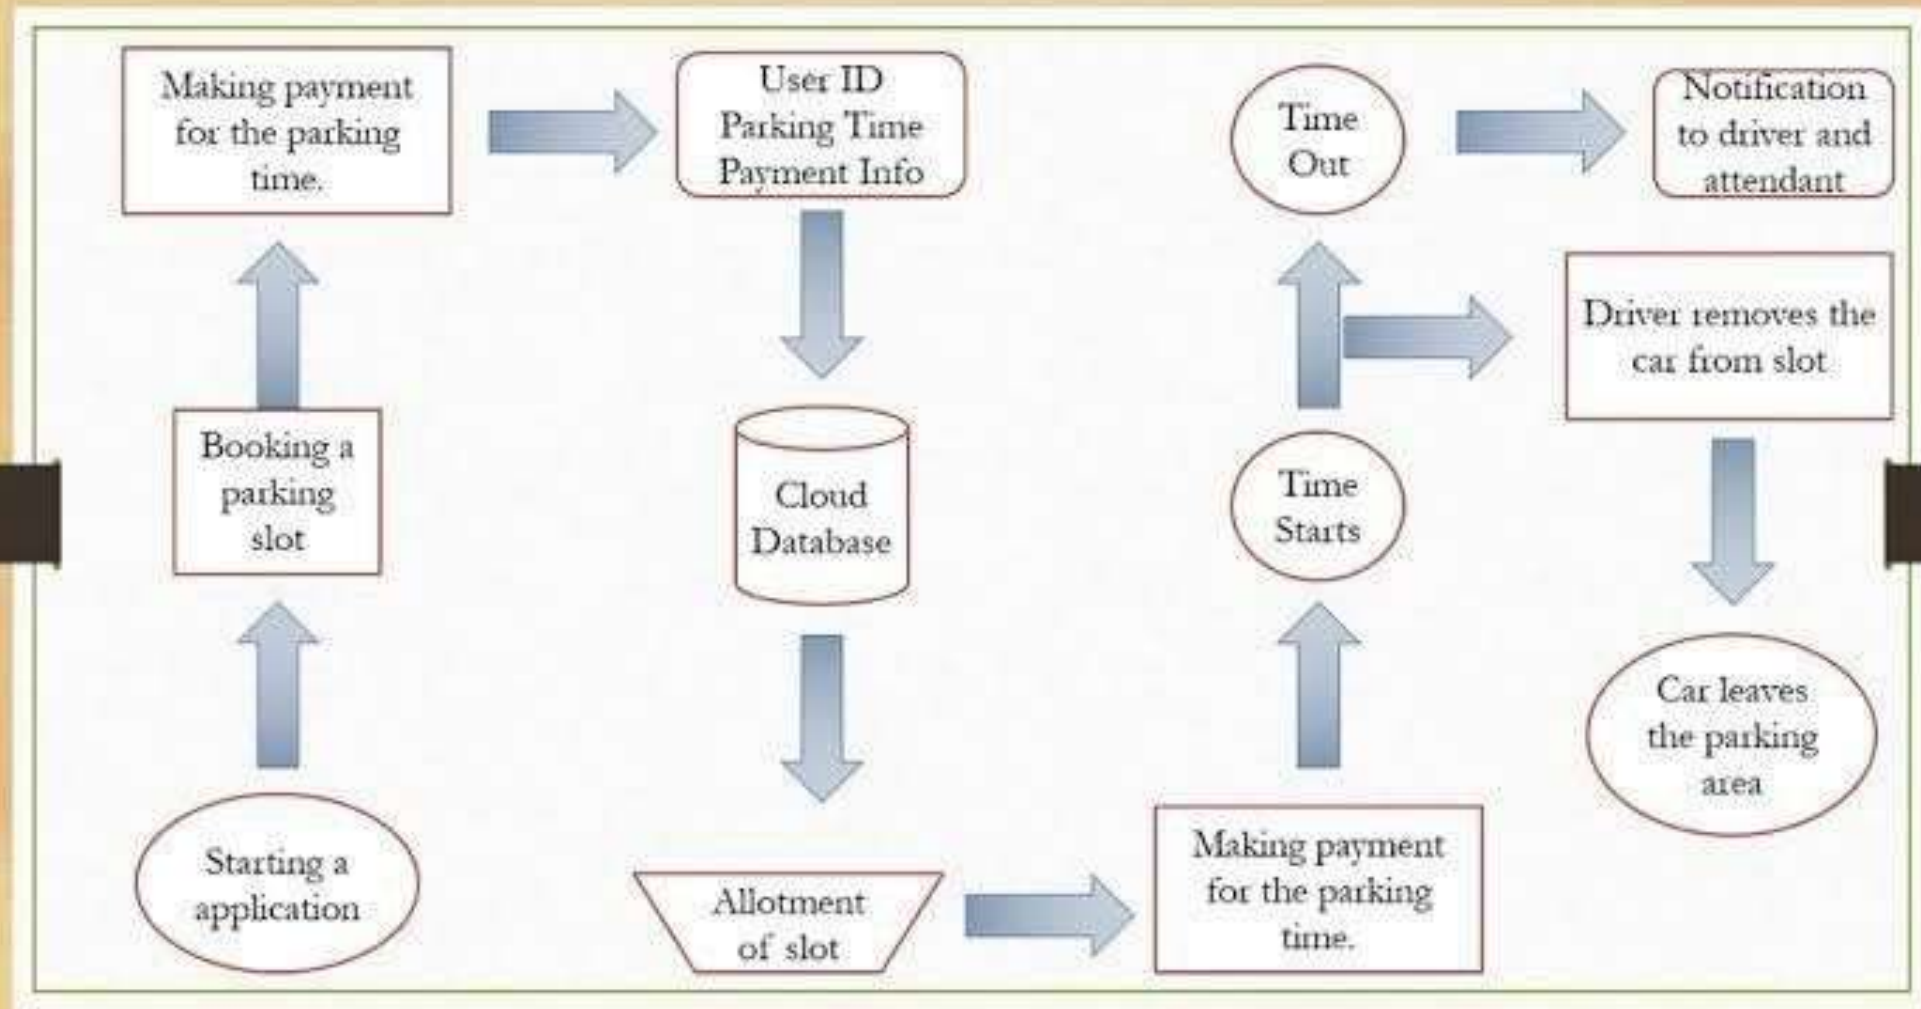 Making payment
for the parking
time.
User ID
Parking Time
Payment Info
Time
Out
Notification
to driver and
attendant
Driver removes the
car from slot
Booking a
parking
slot
Cloud
Database
Time
Starts
Car leaves
the parking
area
Starting a
application
Allotment
of slot
Making payment
for the parking
time.